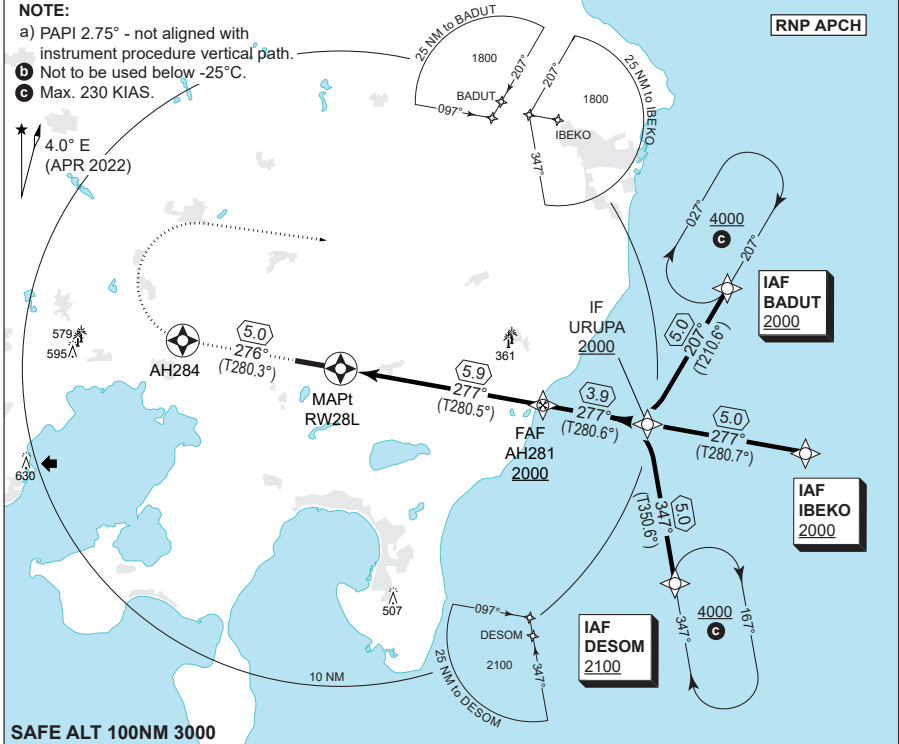 NOTE:
a) PAPI 2.75° - not aligned with
instrument procedure vertical path.
b Not to be used below -25°C.
c Max. 230 KIAS.
RNP APCH
4.0° E
(APR 2022)
25 NM to BADUT
1800
207°
BADUT
097°
25 NM to IBEKO
207°
1800
IBEKO
347°
027°
4000
c
207°
IAF
BADUT
2000
5.0
207°
(T210.6°)
IF
URUPA
2000
579
595
361
AH284
5.0
276°
(T280.3°)
MAPt
RW28L
5.9
277°
(T280.5°)
FAF
AH281
2000
3.9
277°
(T280.6°)
5.0
277°
(T280.7°)
IAF
IBEKO
2000
630
5.0
347°
(T350.6°)
507
4000
c
347°
167°
IAF
DESOM
2100
097°
DESOM
2100
347°
25 NM to DESOM
10 NM
SAFE ALT 100NM 3000